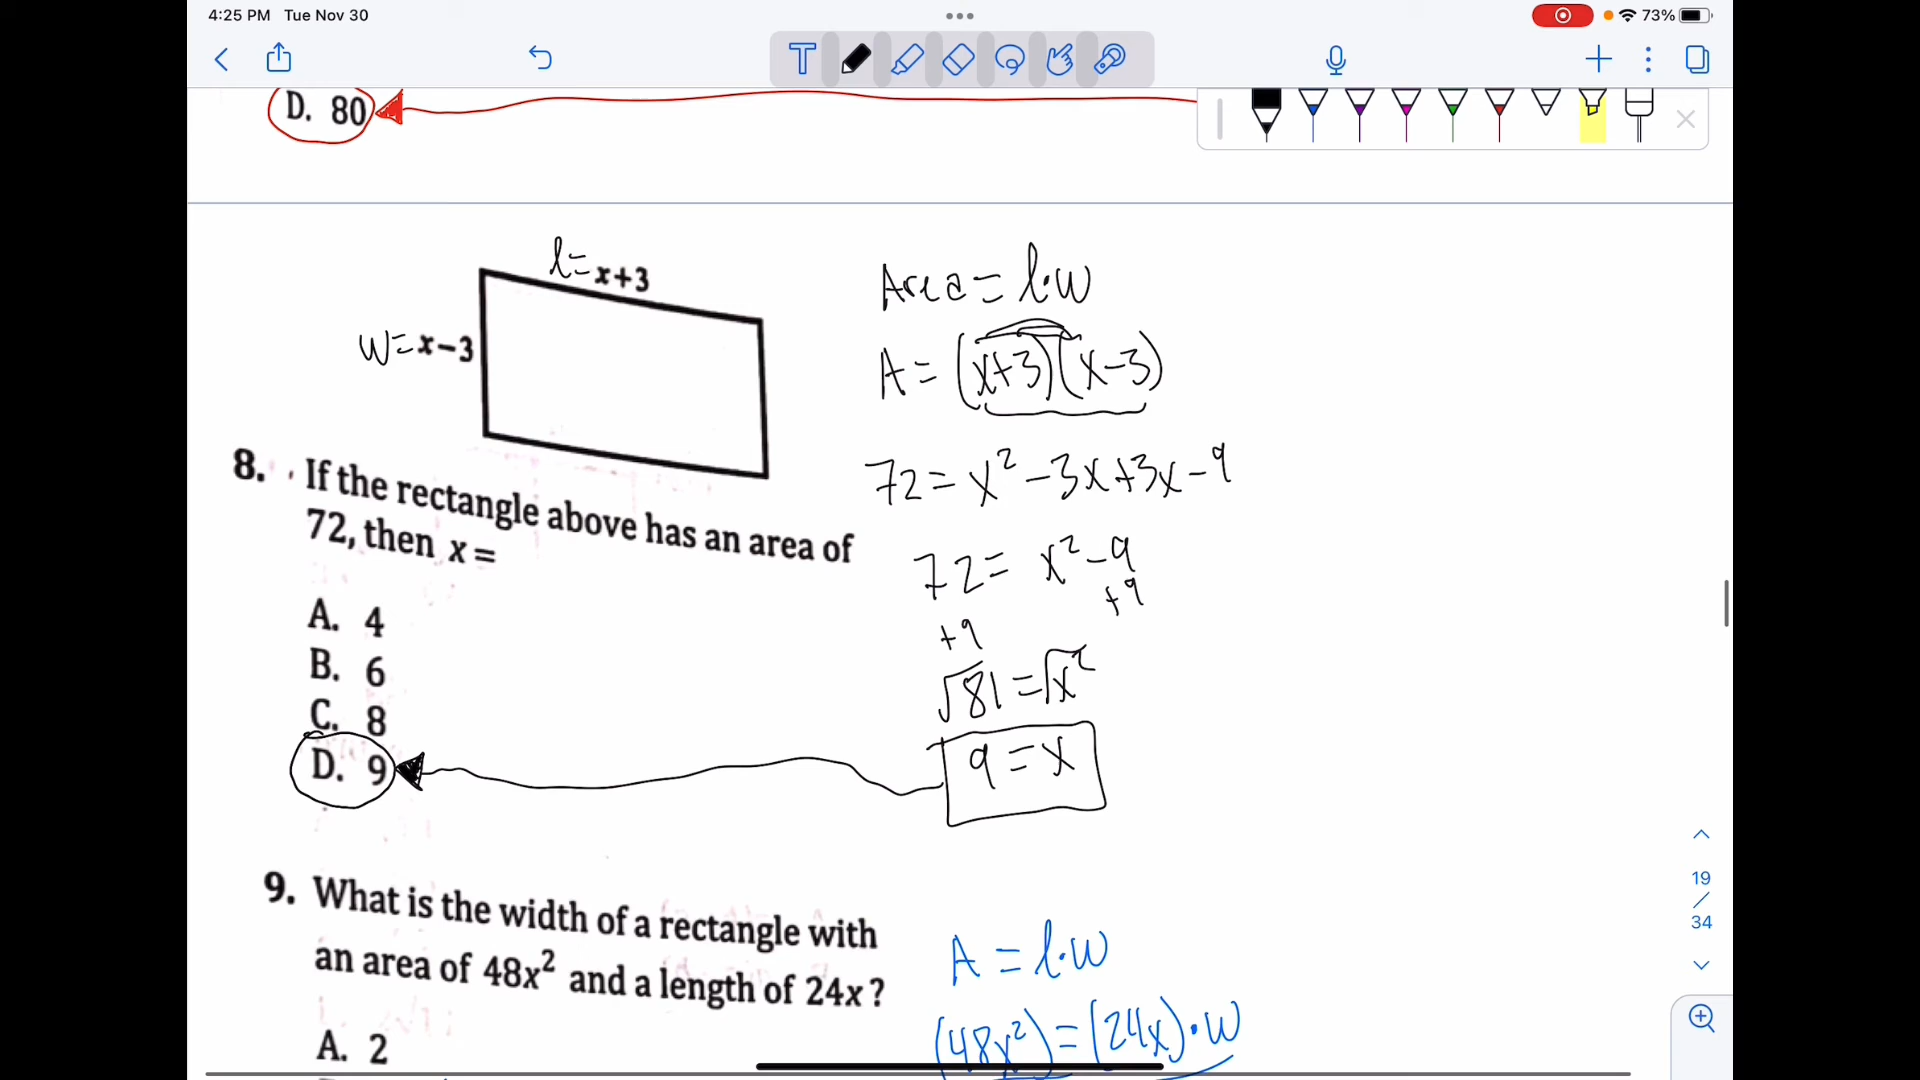 4:25 PM Tue Nov 30
73%
T
D. 80
l= x+3
w= x−3
Area = l·w
A = (x+3)(x−3)
72 = x² −3x+3x−9
72 = x² −9
+9
+9
√81 = √x²
9 = x
8. If the rectangle above has an area of
72, then x =
A. 4
B. 6
C. 8
D. 9
9. What is the width of a rectangle with
an area of 48x² and a length of 24x?
A. 2
A = l·w
(48x²) = (24x)·w
19
/
34